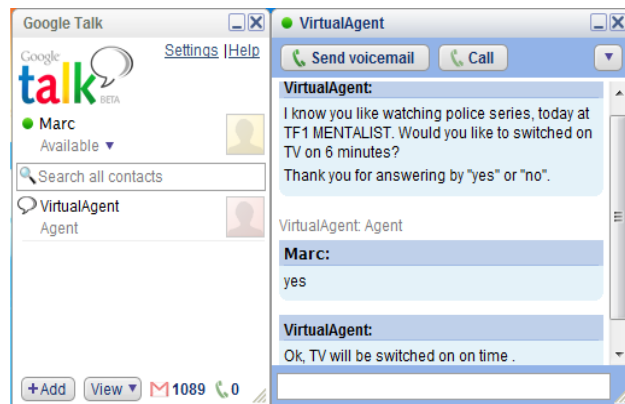 Google Talk
Settings | Help
Google
talk
BETA
Marc
Available
Search all contacts
VirtualAgent
Agent
+Add
View
1089
0
VirtualAgent
Send voicemail
Call
VirtualAgent:
I know you like watching police series, today at
TF1 MENTALIST. Would you like to switched on
TV on 6 minutes?
Thank you for answering by "yes" or "no".
VirtualAgent: Agent
Marc:
yes
VirtualAgent:
Ok, TV will be switched on on time .